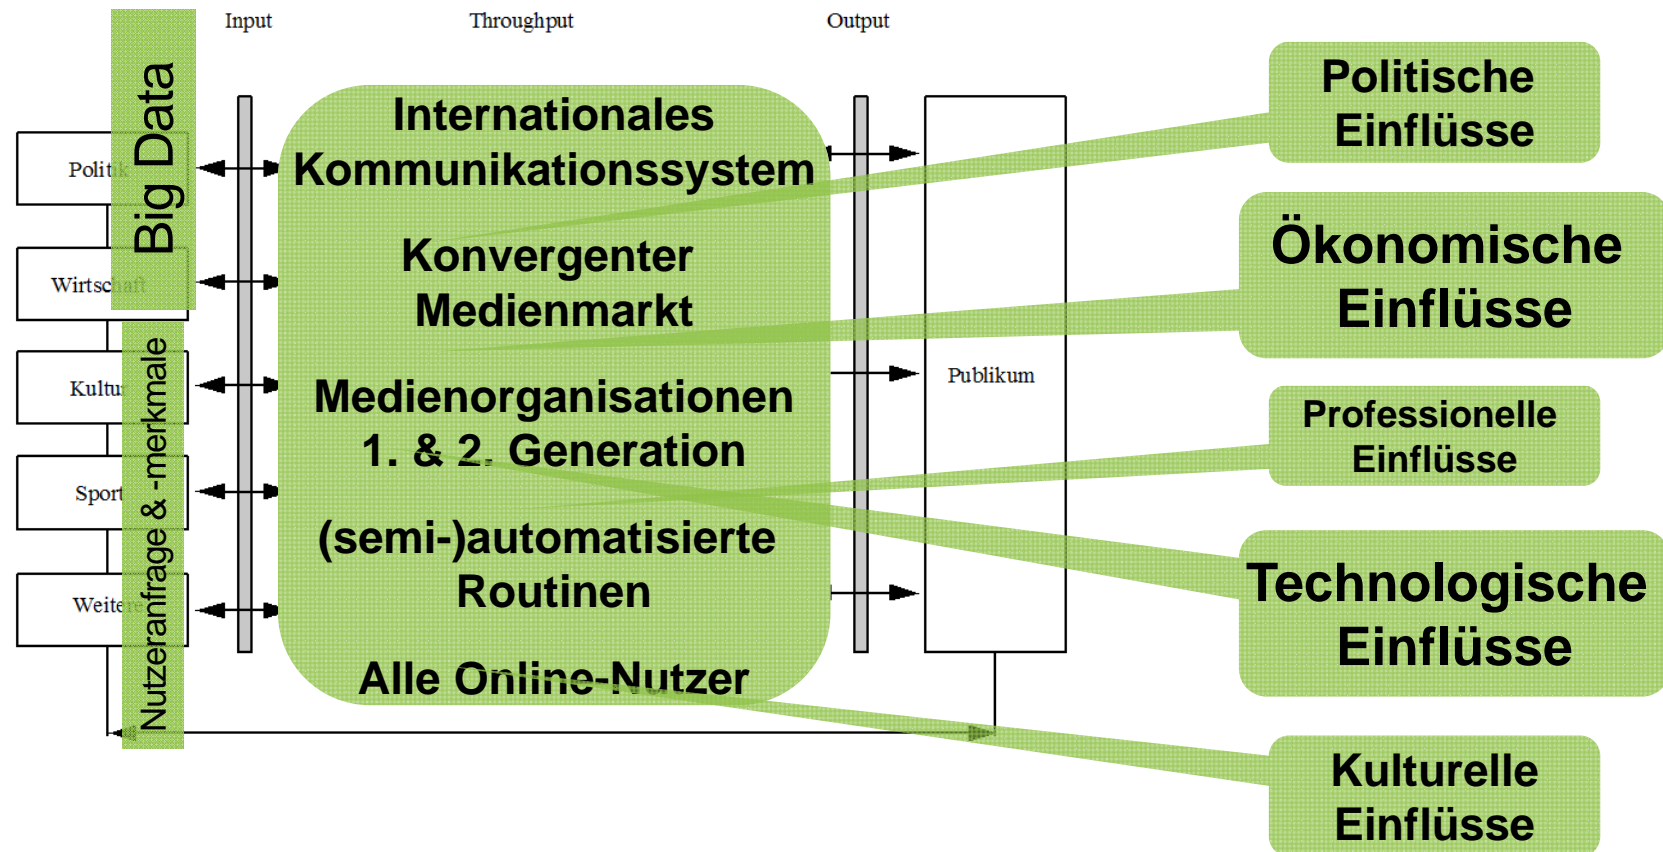 Input
Throughput
Output
Big Data
Nutzeranfrage & -merkmale
Politik
Wirtschaft
Kultur
Sport
Weitere
Internationales
Kommunikationssystem
Konvergenter
Medienmarkt
Medienorganisationen
1. & 2. Generation
(semi-)automatisierte
Routinen
Alle Online-Nutzer
Publikum
Politische
Einflüsse
Ökonomische
Einflüsse
Professionelle
Einflüsse
Technologische
Einflüsse
Kulturelle
Einflüsse